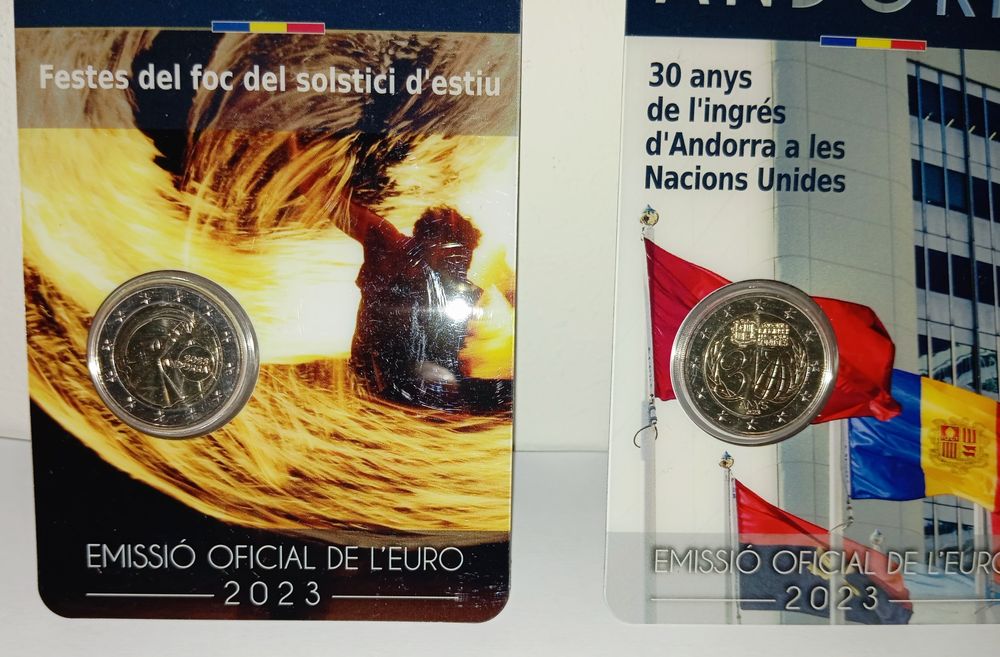 Festes del foc del solstici d'estiu
EMISSIÓ OFICIAL DE L'EURO
2023
30 anys
de l'ingrés
d'Andorra a les
Nacions Unides
ANYS
EMISSIÓ OFICIAL DE L'EURO
2023